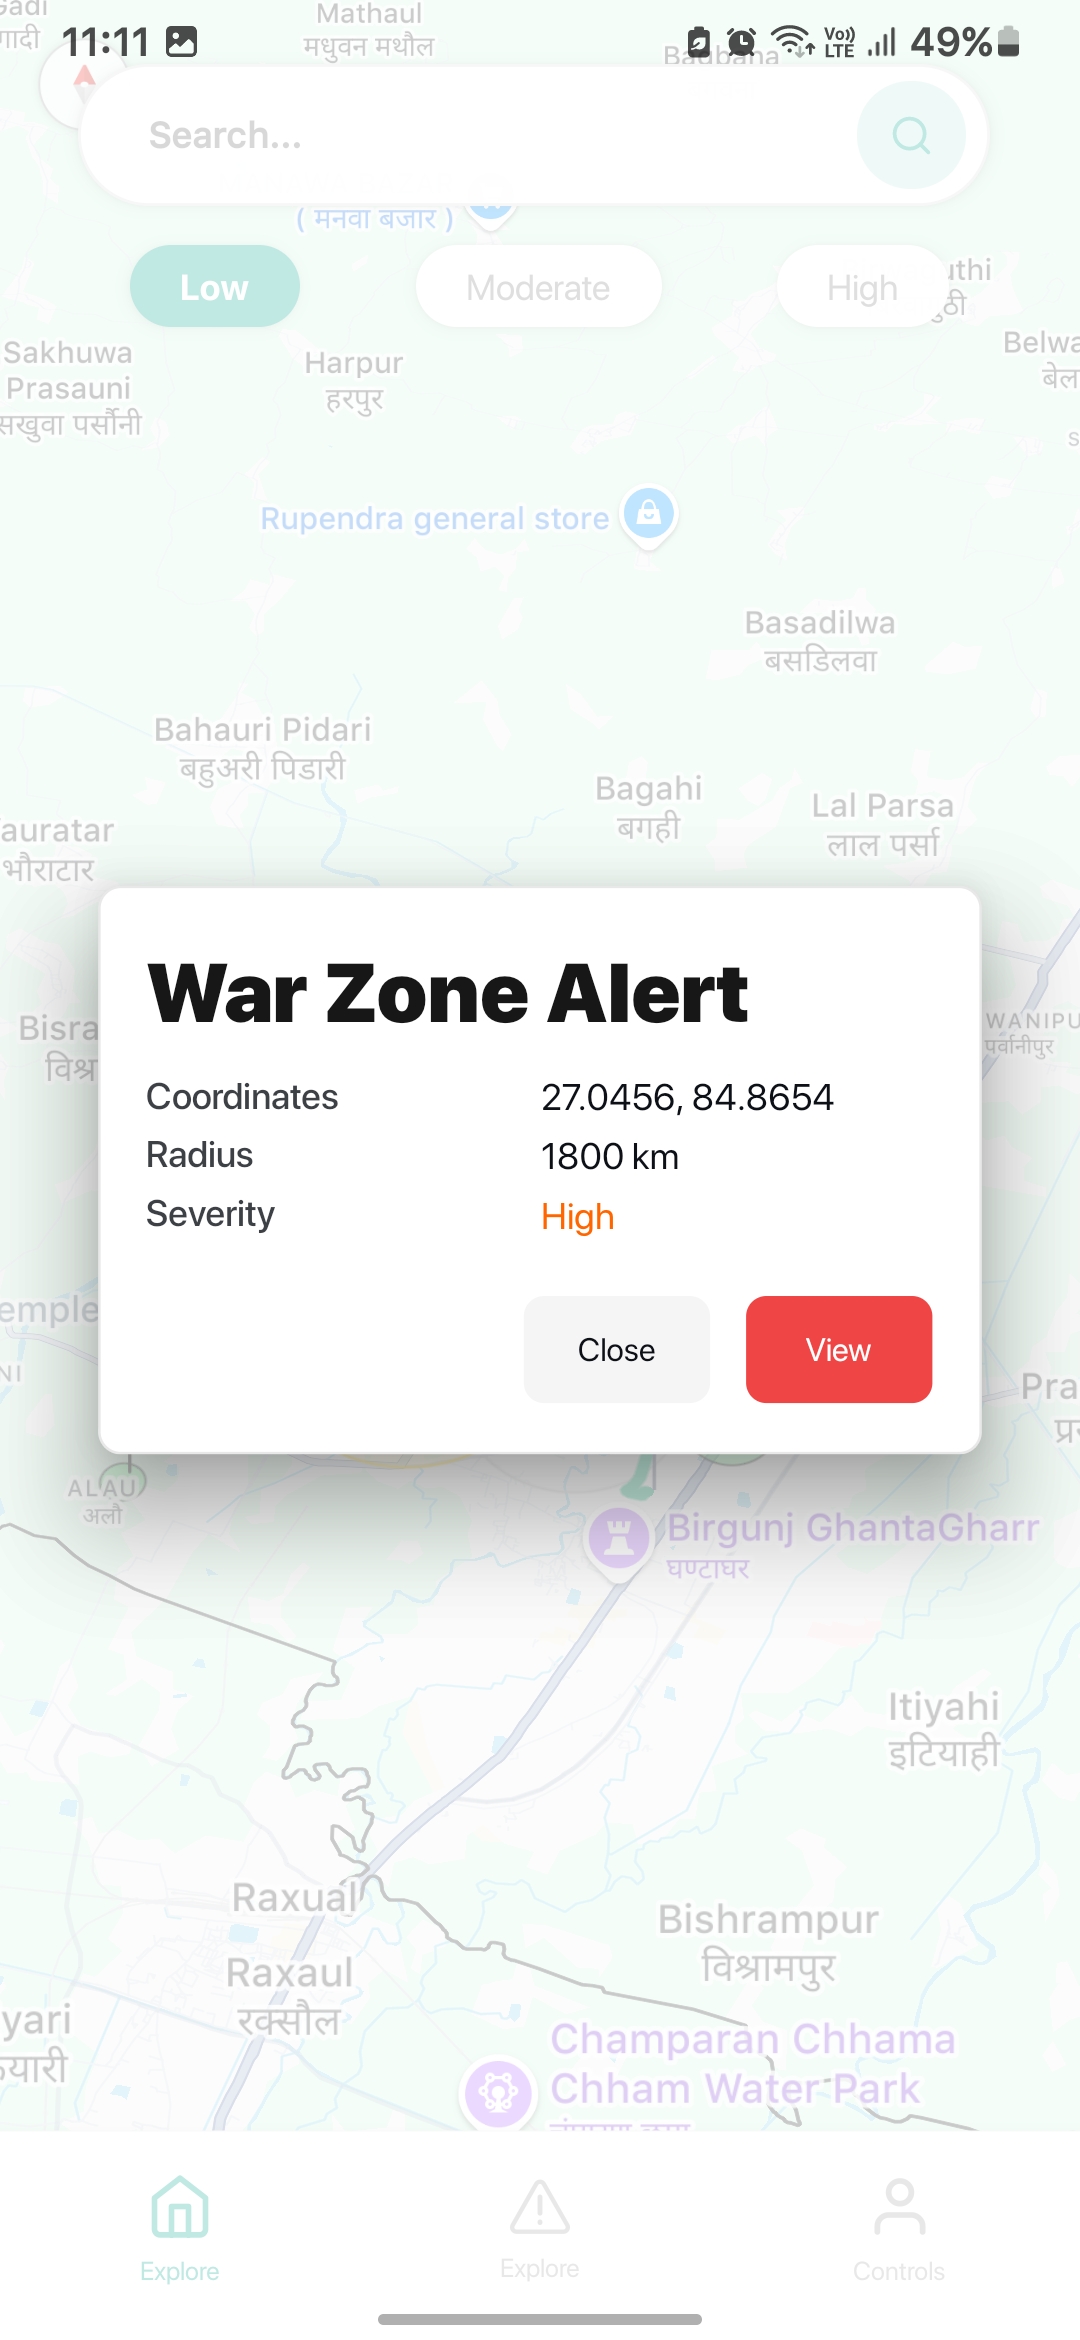 Mathaul
11:11
मधुवन मथौल
Vo))
LTE
49%
गादी
Search...
( मनवा बजार )
Low
Moderate
High
Sakhuwa
Prasauni
सखुवा पर्सौनी
Harpur
हरपुर
Rupendra general store
Basadilwa
बसडिलवा
Bahauri Pidari
बहुअरी पिडारी
Bagahi
बगही
Lal Parsa
लाल पर्सा
auratar
भौराटार
War Zone Alert
Coordinates
27.0456, 84.8654
Radius
1800 km
Severity
High
Close
View
WANIPU
पर्वानीपुर
Bisra
विश्र
emple
NI
Pra
ALAU
अलौ
Birgunj GhantaGharr
घण्टाघर
Itiyahi
इटियाही
Raxual
Raxaul
रक्सौल
Bishrampur
विश्रामपुर
yari
Champaran Chhama
Chham Water Park
Explore
Explore
Controls